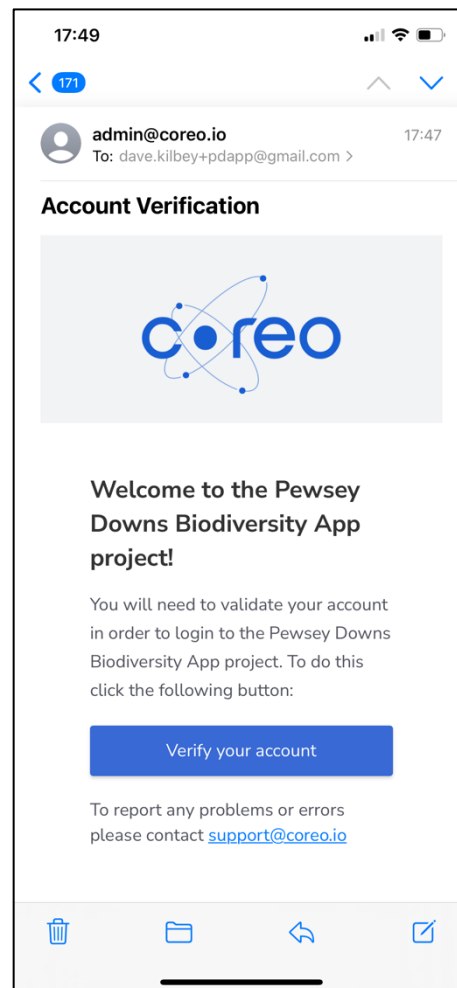 17:49
171
admin@coreo.io 17:47
To: dave.kilbey+pdapp@gmail.com >
Account Verification
coreo
Welcome to the Pewsey
Downs Biodiversity App
project!
You will need to validate your account
in order to login to the Pewsey Downs
Biodiversity App project. To do this
click the following button:
Verify your account
To report any problems or errors
please contact support@coreo.io